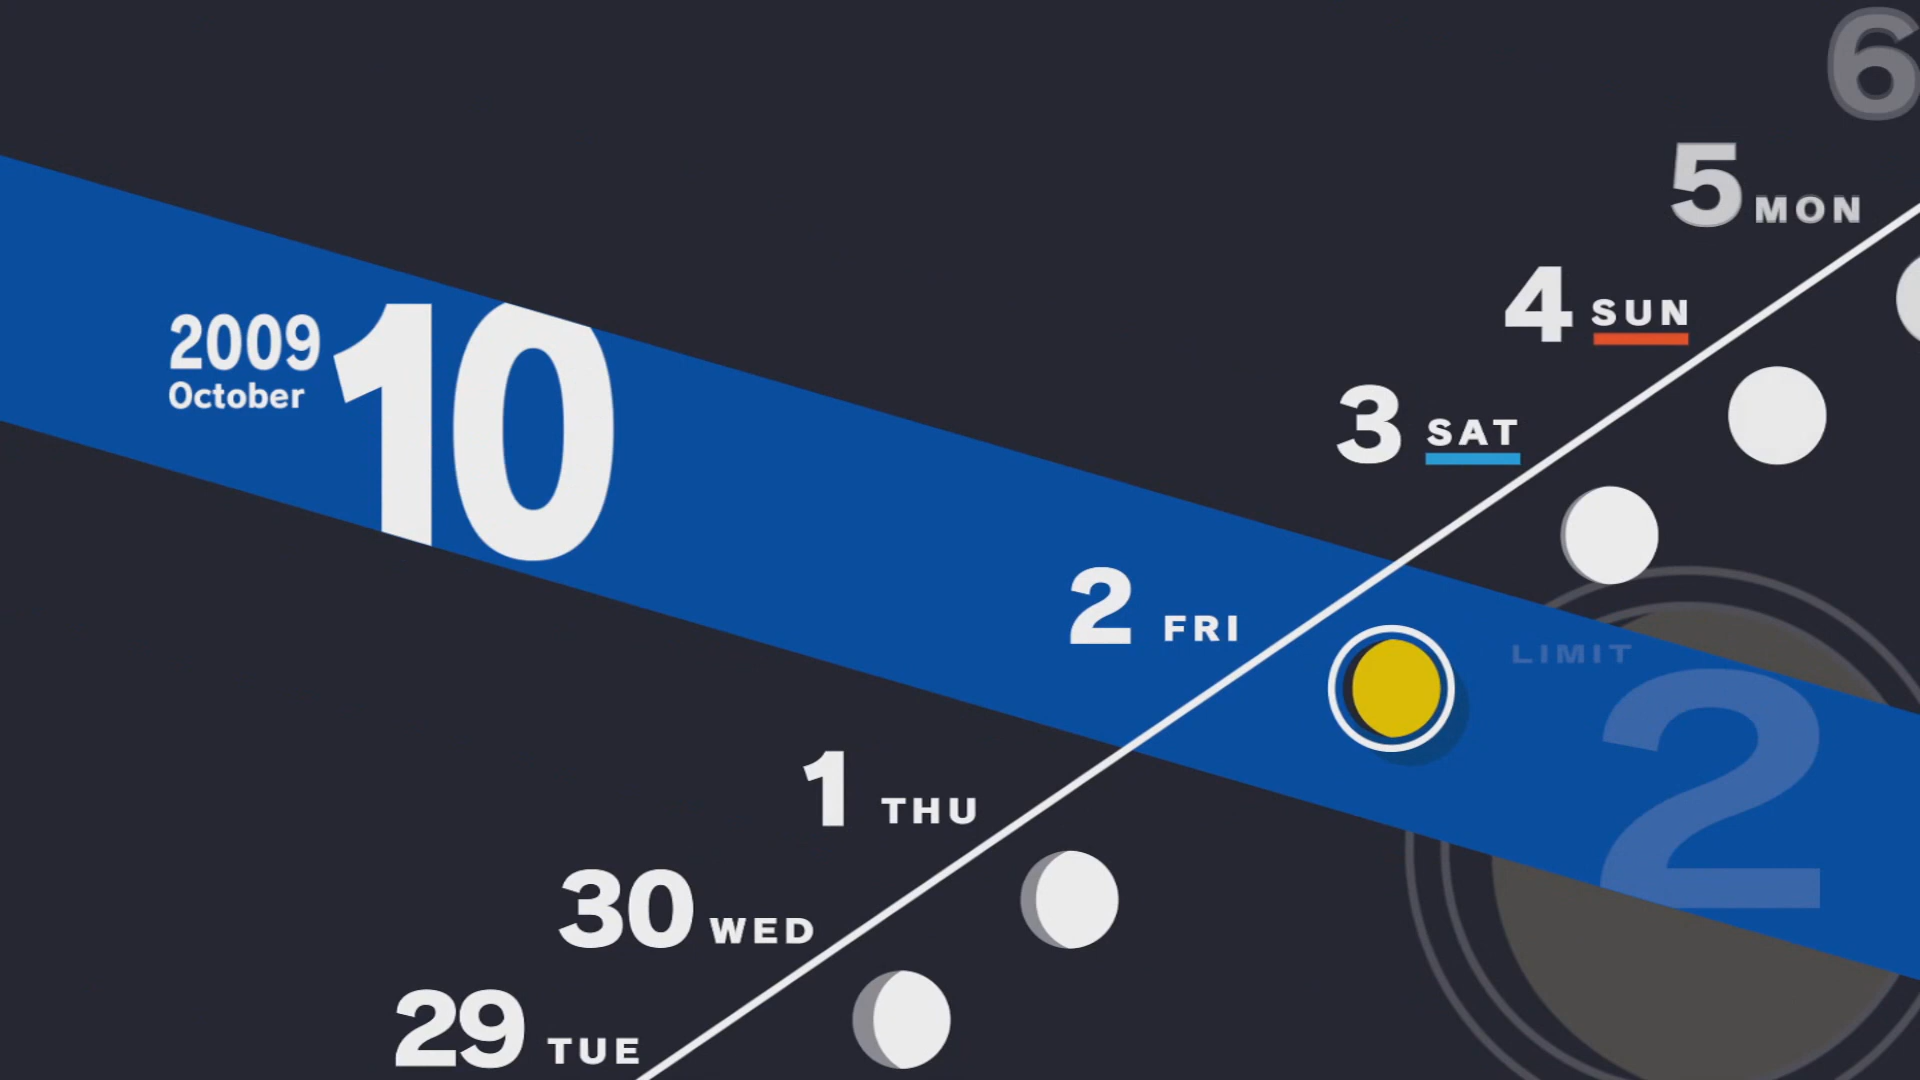 6
5 MON
4 SUN
3 SAT
2009
October
10
2 FRI
LIMIT
2
1 THU
30 WED
29 TUE